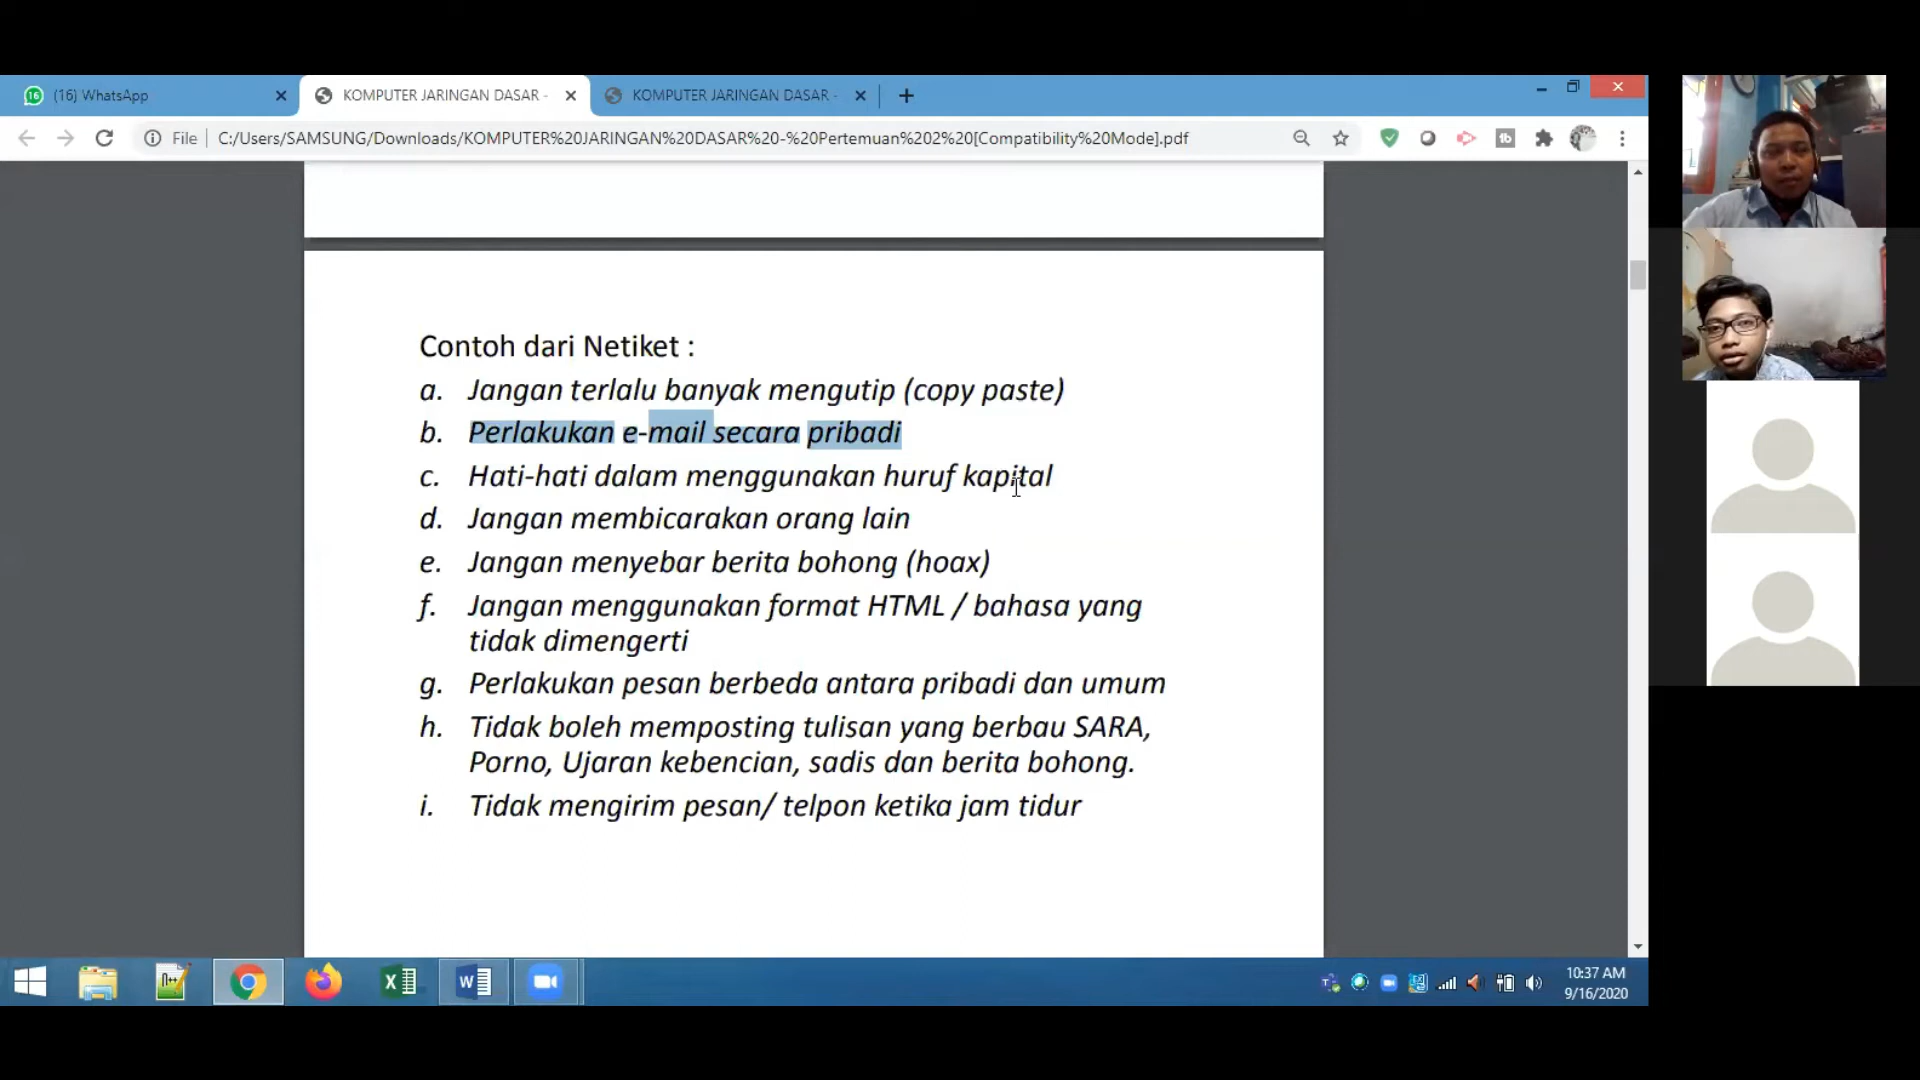 (16) WhatsApp
KOMPUTER JARINGAN DASAR -
KOMPUTER JARINGAN DASAR -
File | C:/Users/SAMSUNG/Downloads/KOMPUTER%20JARINGAN%20DASAR%20-%20Pertemuan%202%20[Compatibility%20Mode].pdf
Contoh dari Netiket :
a. Jangan terlalu banyak mengutip (copy paste)
b. Perlakukan e-mail secara pribadi
c. Hati-hati dalam menggunakan huruf kapital
d. Jangan membicarakan orang lain
e. Jangan menyebar berita bohong (hoax)
f. Jangan menggunakan format HTML / bahasa yang
tidak dimengerti
g. Perlakukan pesan berbeda antara pribadi dan umum
h. Tidak boleh memposting tulisan yang berbau SARA,
Porno, Ujaran kebencian, sadis dan berita bohong.
i. Tidak mengirim pesan/ telpon ketika jam tidur
10:37 AM
9/16/2020